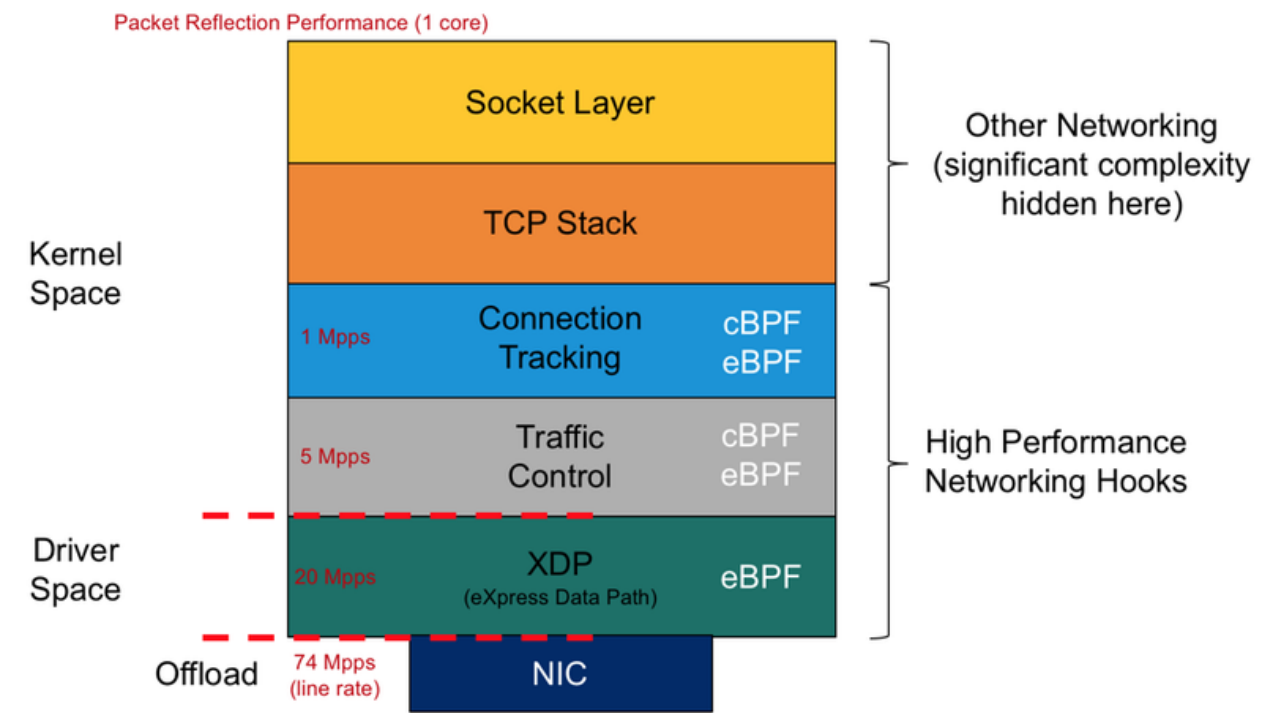 Packet Reflection Performance (1 core)
Socket Layer
Other Networking
(significant complexity
hidden here)
TCP Stack
Kernel
Space
1 Mpps
Connection
Tracking
cBPF
eBPF
5 Mpps
Traffic
Control
cBPF
eBPF
High Performance
Networking Hooks
Driver
Space
20 Mpps
XDP
(eXpress Data Path)
eBPF
Offload
74 Mpps
(line rate)
NIC